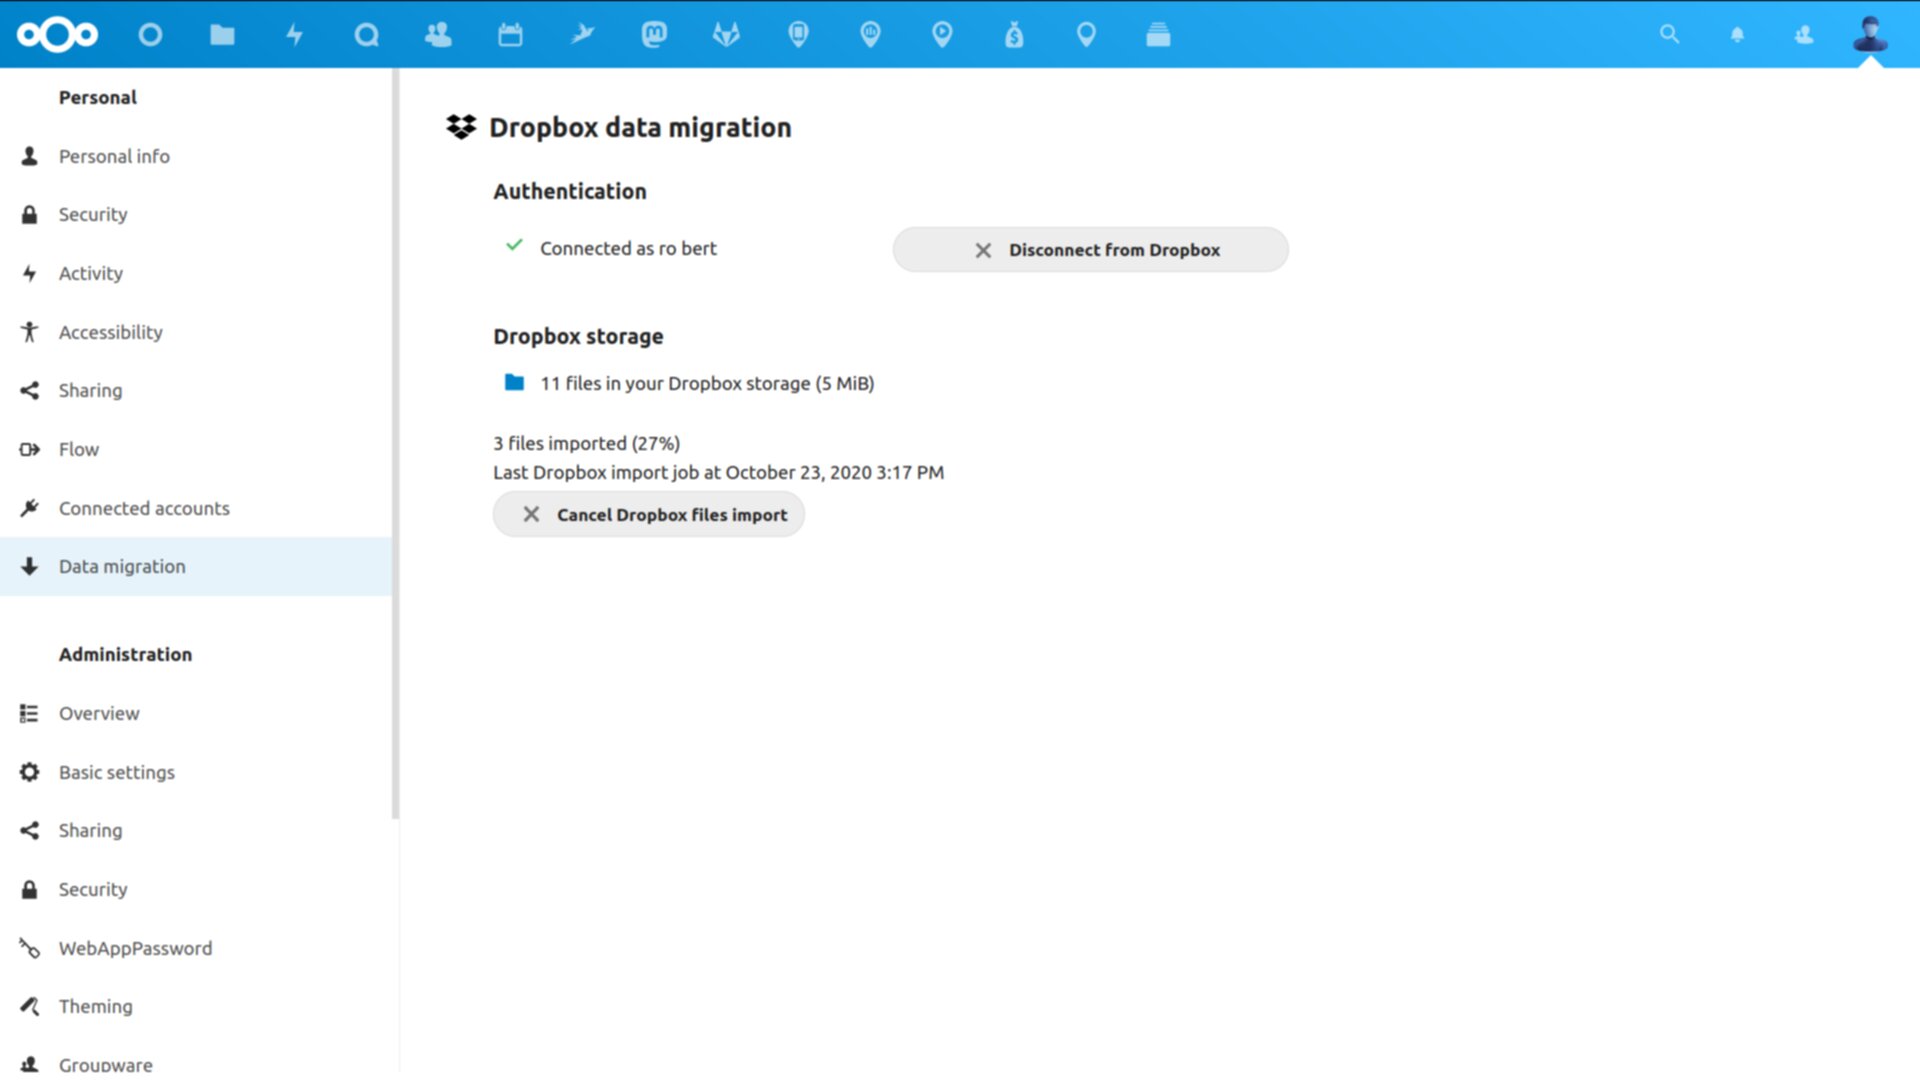 Personal
Personal info
Security
Activity
Accessibility
Sharing
Flow
Connected accounts
Data migration
Administration
Overview
Basic settings
Sharing
Security
WebAppPassword
Theming
Groupware
Dropbox data migration
Authentication
Connected as ro bert
Disconnect from Dropbox
Dropbox storage
11 files in your Dropbox storage (5 MiB)
3 files imported (27%)
Last Dropbox import job at October 23, 2020 3:17 PM
Cancel Dropbox files import